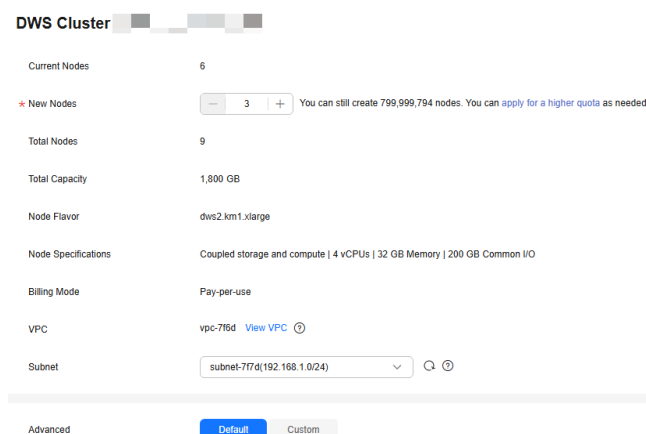 DWS Cluster
Current Nodes 6
* New Nodes − 3 + You can still create 799,999,794 nodes. You can apply for a higher quota as needed
Total Nodes 9
Total Capacity 1,800 GB
Node Flavor dws2.km1.xlarge
Node Specifications Coupled storage and compute | 4 vCPUs | 32 GB Memory | 200 GB Common I/O
Billing Mode Pay-per-use
VPC vpc-7f6d View VPC ?
Subnet subnet-7f7d(192.168.1.0/24) ?
Advanced Default Custom